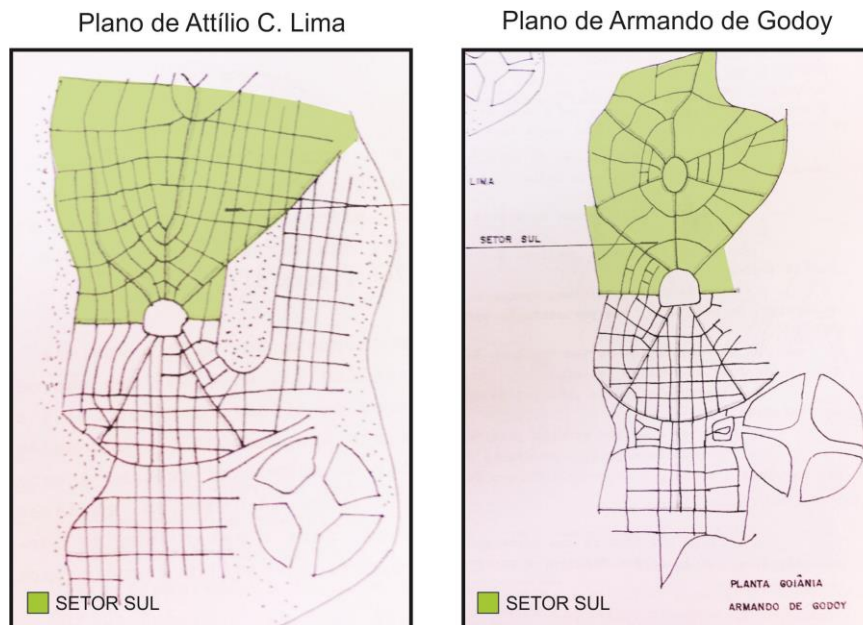 Plano de Attílio C. Lima
SETOR SUL
Plano de Armando de Godoy
LIMA
SETOR SUL
PLANTA GOIÂNIA
ARMANDO DE GODOY
SETOR SUL